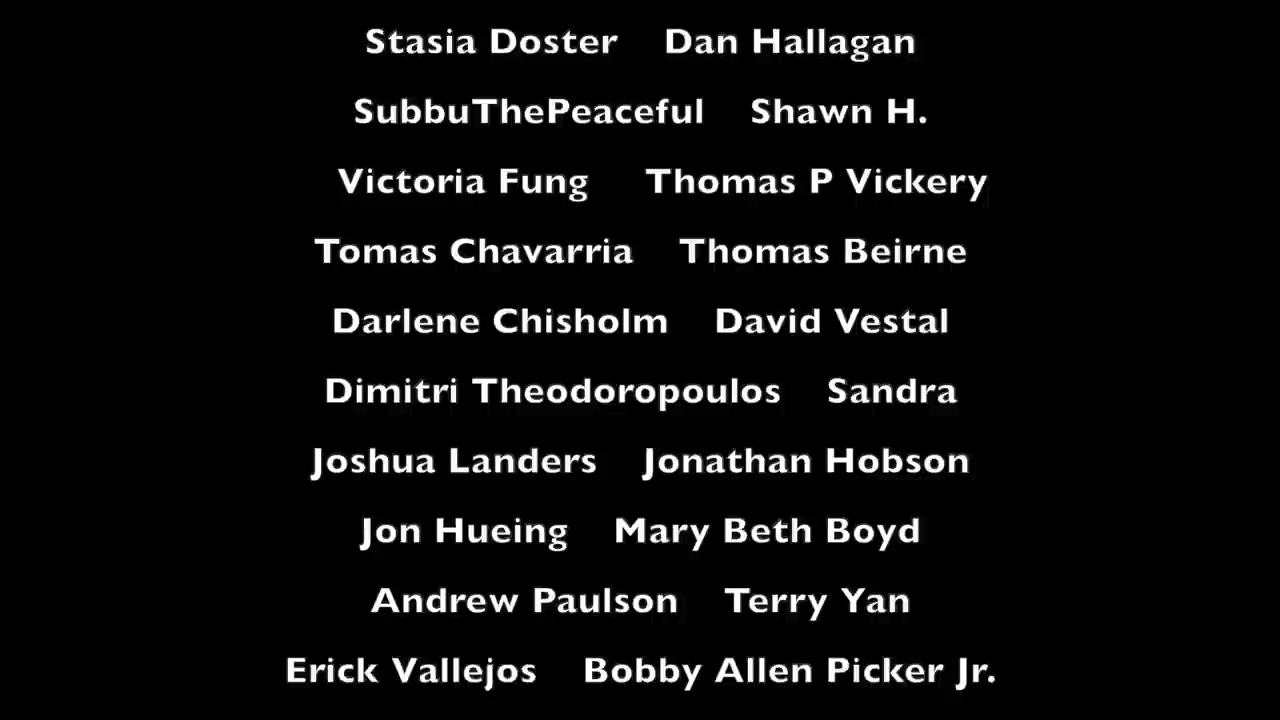 Stasia Doster Dan Hallagan
SubbuThePeaceful Shawn H.
Victoria Fung Thomas P Vickery
Tomas Chavarria Thomas Beirne
Darlene Chisholm David Vestal
Dimitri Theodoropoulos Sandra
Joshua Landers Jonathan Hobson
Jon Hueing Mary Beth Boyd
Andrew Paulson Terry Yan
Erick Vallejos Bobby Allen Picker Jr.